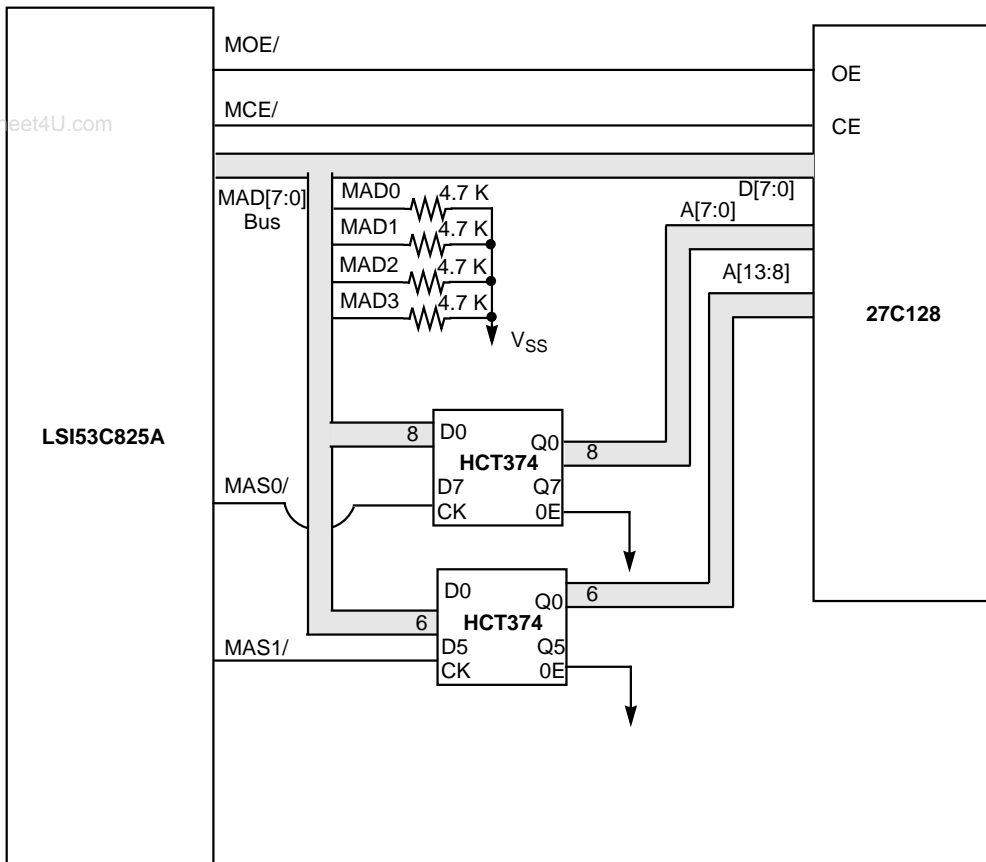 MOE/
OE
MCE/
CE
neet4U.com
MAD[7:0]
Bus
MAD0
4.7 K
MAD1
4.7 K
MAD2
4.7 K
MAD3
4.7 K
VSS
D[7:0]
A[7:0]
A[13:8]
27C128
LSI53C825A
8
D0
Q0
HCT374
8
D7
Q7
CK
0E
MAS0/
D0
Q0
6
6
HCT374
D5
Q5
CK
0E
MAS1/